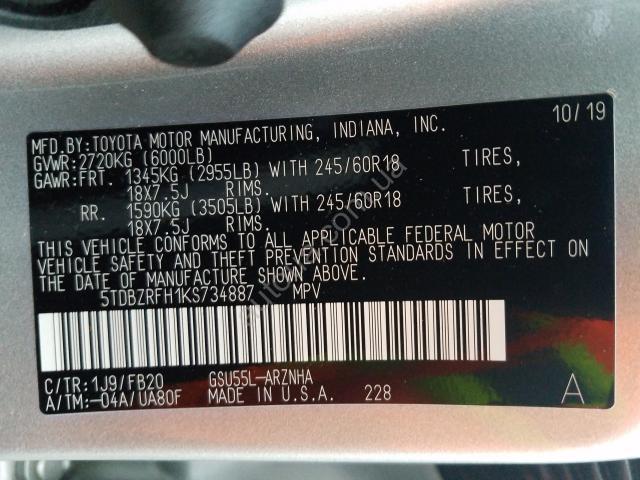 10/19
MFD.BY:TOYOTA MOTOR MANUFACTURING, INDIANA, INC.
GVWR:2720KG (6000LB)
GAWR:FRT. 1345KG (2955LB) WITH 245/60R18 TIRES,
18X7.5J RIMS.
RR. 1590KG (3505LB) WITH 245/60R18 TIRES,
18X7.5J RIMS.
THIS VEHICLE CONFORMS TO ALL APPLICABLE FEDERAL MOTOR
VEHICLE SAFETY AND THEFT PREVENTION STANDARDS IN EFFECT ON
THE DATE OF MANUFACTURE SHOWN ABOVE.
5TDBZRFH1KS734887 MPV
C/TR:1J9/FB20 GSU55L-ARZNHA
A/TM:-04A/UA80F MADE IN U.S.A. 228 A